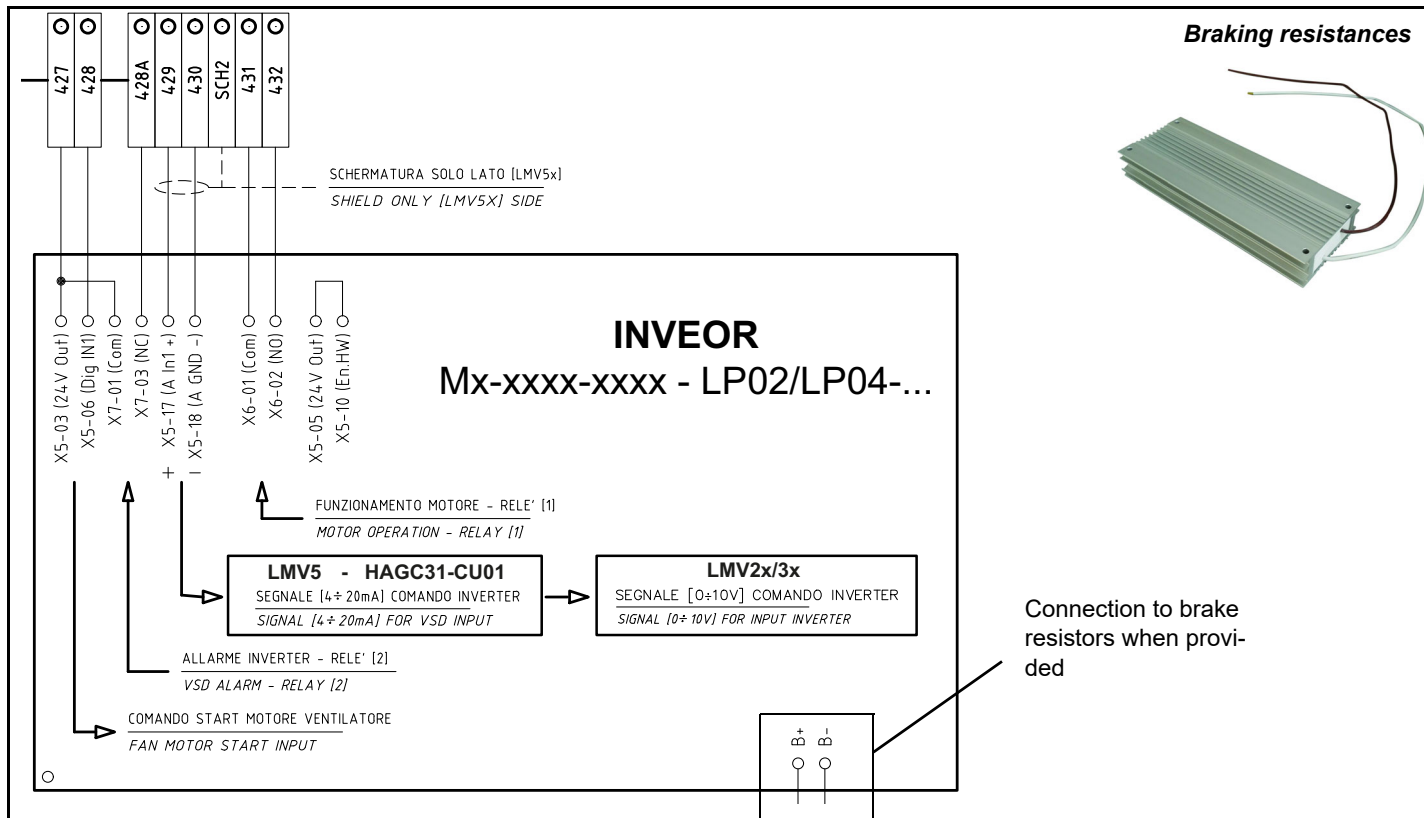 Braking resistances
427
428
428A
429
430
SCH2
431
432
SCHERMATURA SOLO LATO [LMV5x]
SHIELD ONLY [LMV5X] SIDE
INVEOR
Mx-xxxx-xxxx - LP02/LP04-...
X5-03 (24V Out)
X5-06 (Dig IN1)
X7-01 (Com)
X7-03 (NC)
+ X5-17 (A In1 +)
− X5-18 (A GND -)
X6-01 (Com)
X6-02 (NO)
X5-05 (24V Out)
X5-10 (En.HW)
FUNZIONAMENTO MOTORE - RELE' [1]
MOTOR OPERATION - RELAY [1]
LMV5 - HAGC31-CU01
SEGNALE [4÷20mA] COMANDO INVERTER
SIGNAL [4÷20mA] FOR VSD INPUT
LMV2x/3x
SEGNALE [0÷10V] COMANDO INVERTER
SIGNAL [0÷10V] FOR INPUT INVERTER
ALLARME INVERTER - RELE' [2]
VSD ALARM - RELAY [2]
COMANDO START MOTORE VENTILATORE
FAN MOTOR START INPUT
B+
B-
Connection to brake
resistors when provi-
ded